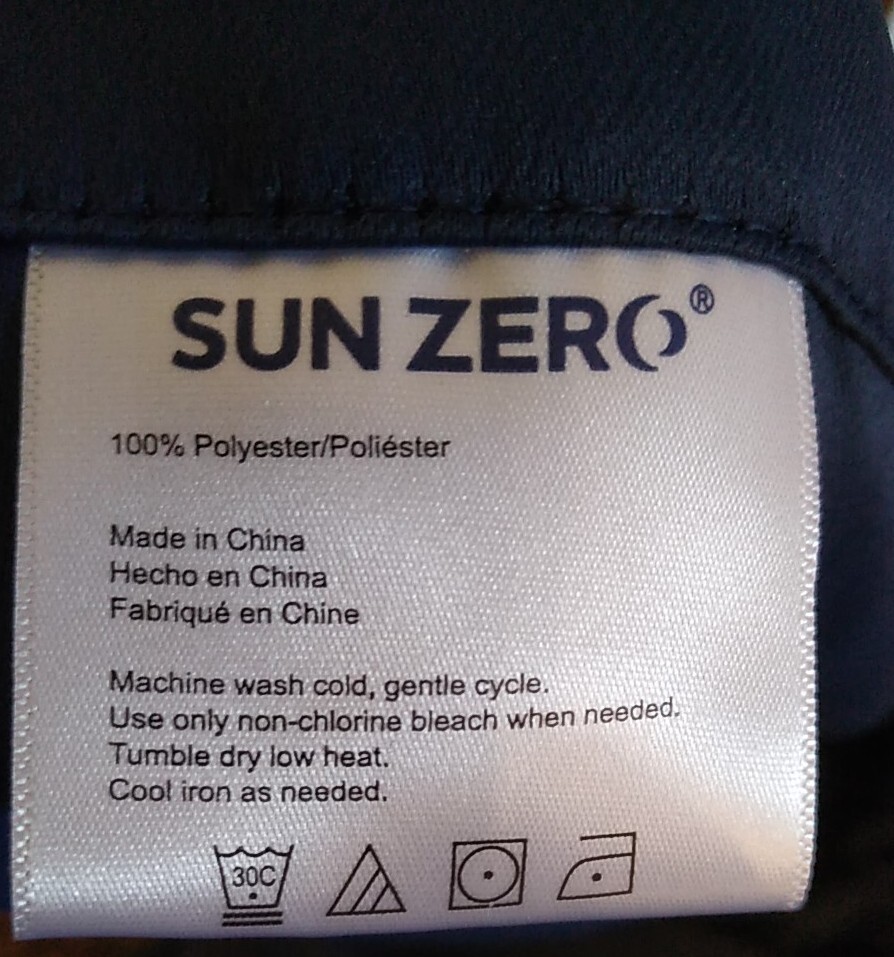 SUN ZERO®
100% Polyester/Poliéster
Made in China
Hecho en China
Fabriqué en Chine
Machine wash cold, gentle cycle.
Use only non-chlorine bleach when needed.
Tumble dry low heat.
Cool iron as needed.
30C